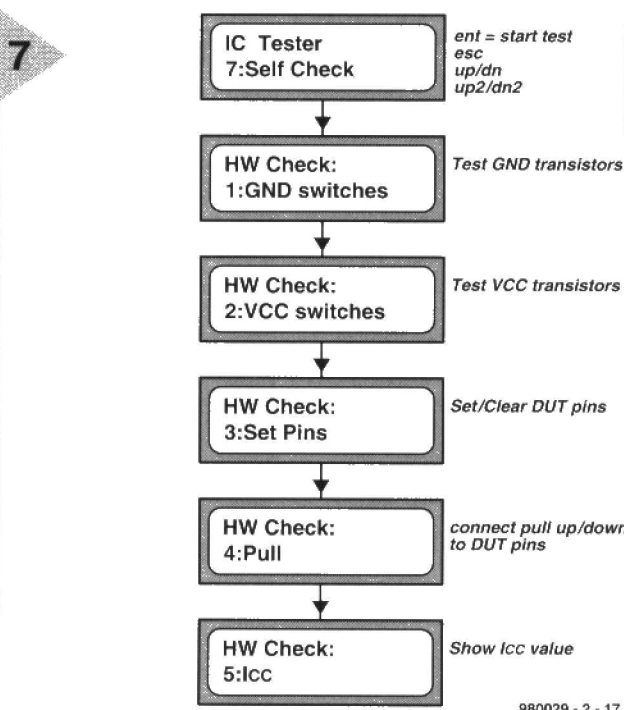 7
IC Tester
7:Self Check
ent = start test
esc
up/dn
up2/dn2
HW Check:
1:GND switches
Test GND transistors
HW Check:
2:VCC switches
Test VCC transistors
HW Check:
3:Set Pins
Set/Clear DUT pins
HW Check:
4:Pull
connect pull up/down
to DUT pins
HW Check:
5:Icc
Show Icc value
980029 - 2 - 17